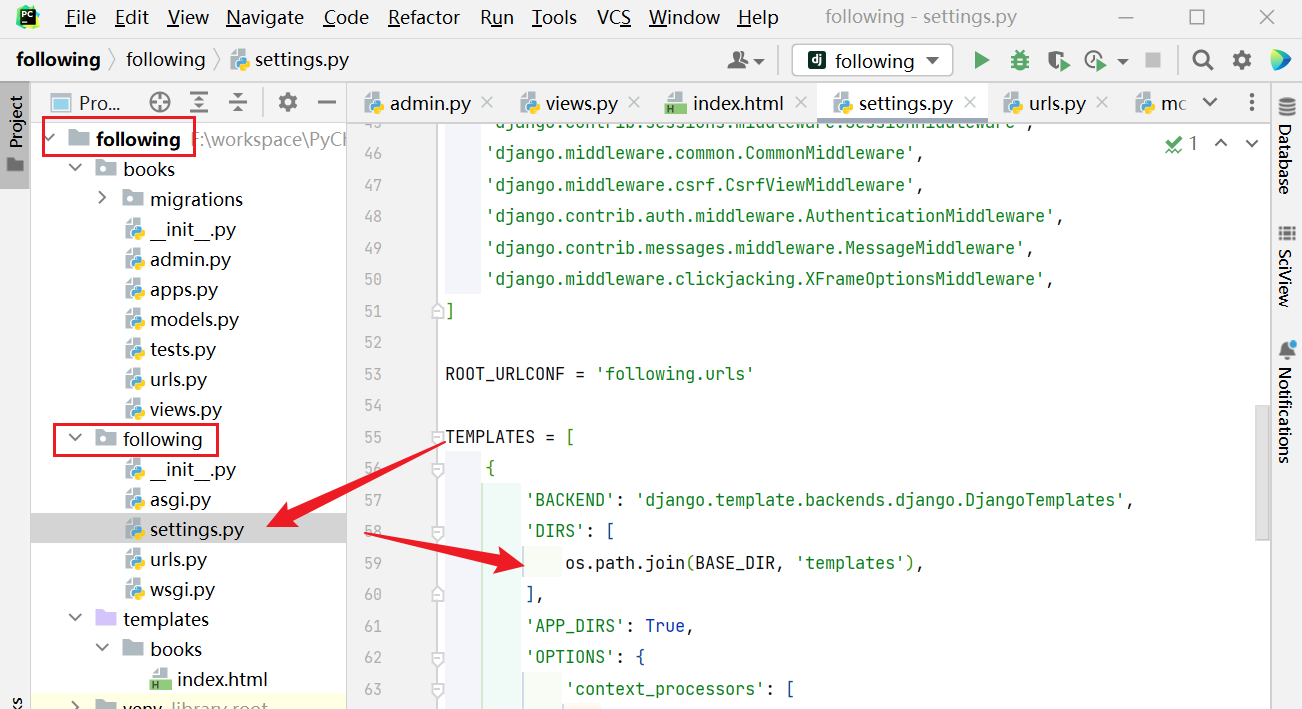 File Edit View Navigate Code Refactor Run Tools VCS Window Help following - settings.py
following following settings.py dj following
Project
Pro...
admin.py views.py index.html settings.py urls.py mc
following F:\workspace\PyCh
books
migrations
__init__.py
admin.py
apps.py
models.py
tests.py
urls.py
views.py
following
__init__.py
asgi.py
settings.py
urls.py
wsgi.py
templates
books
index.html
venv library root
45 'django.contrib.sessions.middleware.SessionMiddleware',
46 'django.middleware.common.CommonMiddleware',
47 'django.middleware.csrf.CsrfViewMiddleware',
48 'django.contrib.auth.middleware.AuthenticationMiddleware',
49 'django.contrib.messages.middleware.MessageMiddleware',
50 'django.middleware.clickjacking.XFrameOptionsMiddleware',
51 ]
52
53 ROOT_URLCONF = 'following.urls'
54
55 TEMPLATES = [
56 {
57 'BACKEND': 'django.template.backends.django.DjangoTemplates',
58 'DIRS': [
59 os.path.join(BASE_DIR, 'templates'),
60 ],
61 'APP_DIRS': True,
62 'OPTIONS': {
63 'context_processors': [
1
Database
SciView
Notifications